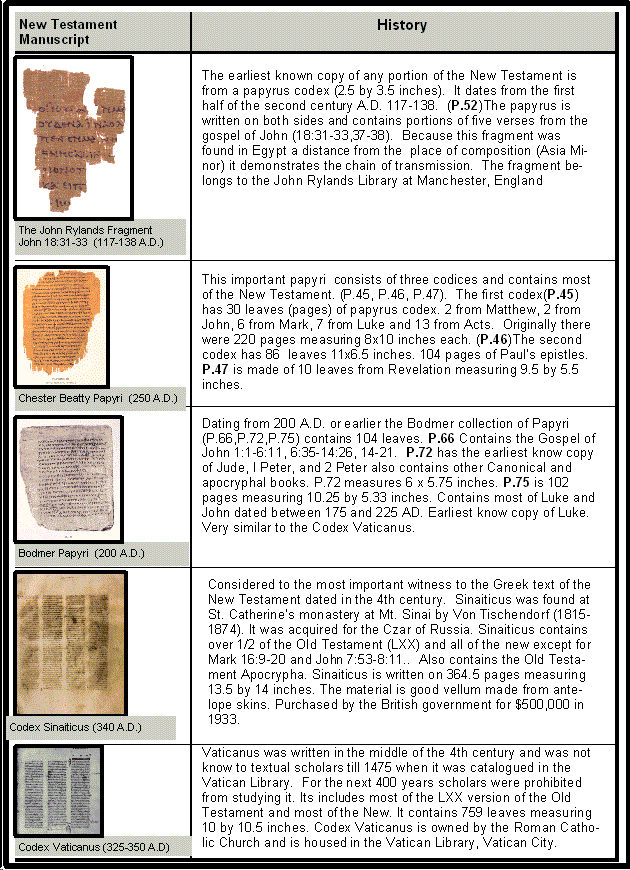 New Testament
Manuscript
History
The earliest known copy of any portion of the New Testament is
from a papyrus codex (2.5 by 3.5 inches).  It dates from the first
half of the second century A.D. 117-138.  (P.52)The papyrus is
written on both sides and contains portions of five verses from the
gospel of John (18:31-33,37-38).  Because this fragment was
found in Egypt a distance from the  place of composition (Asia Mi-
nor) it demonstrates the chain of transmission.  The fragment be-
longs to the John Rylands Library at Manchester, England
The John Rylands Fragment
John 18:31-33  (117-138 A.D.)
This important papyri  consists of three codices and contains most
of the New Testament. (P.45, P.46, P.47).  The first codex(P.45)
has 30 leaves (pages) of papyrus codex. 2 from Matthew, 2 from
John, 6 from Mark, 7 from Luke and 13 from Acts.  Originally there
were 220 pages measuring 8x10 inches each. (P.46)The second
codex has 86  leaves 11x6.5 inches. 104 pages of Paul's epistles.
P.47 is made of 10 leaves from Revelation measuring 9.5 by 5.5
inches.
Chester Beatty Papyri  (250 A.D.)
Dating from 200 A.D. or earlier the Bodmer collection of Papyri
(P.66,P.72,P.75) contains 104 leaves. P.66 Contains the Gospel of
John 1:1-6:11, 6:35-14:26, 14-21.  P.72 has the earliest know copy
of Jude, I Peter, and 2 Peter also contains other Canonical and
apocryphal books. P.72 measures 6 x 5.75 inches. P.75 is 102
pages measuring 10.25 by 5.33 inches. Contains most of Luke and
John dated between 175 and 225 AD. Earliest know copy of Luke.
Very similar to the Codex Vaticanus.
Bodmer Papyri  (200 A.D.)
Considered to the most important witness to the Greek text of the
New Testament dated in the 4th century.  Sinaiticus was found at
St. Catherine's monastery at Mt. Sinai by Von Tischendorf (1815-
1874). It was acquired for the Czar of Russia. Sinaiticus contains
over 1/2 of the Old Testament (LXX) and all of the new except for
Mark 16:9-20 and John 7:53-8:11..  Also contains the Old Testa-
ment Apocrypha. Sinaiticus is written on 364.5 pages measuring
13.5 by 14 inches. The material is good vellum made from ante-
lope skins. Purchased by the British government for $500,000 in
1933.
Codex Sinaiticus (340 A.D.)
Vaticanus was written in the middle of the 4th century and was not
know to textual scholars till 1475 when it was catalogued in the
Vatican Library.  For the next 400 years scholars were prohibited
from studying it. Its includes most of the LXX version of the Old
Testament and most of the New. It contains 759 leaves measuring
10 by 10.5 inches. Codex Vaticanus is owned by the Roman Catho-
lic Church and is housed in the Vatican Library, Vatican City.
Codex Vaticanus (325-350 A.D)